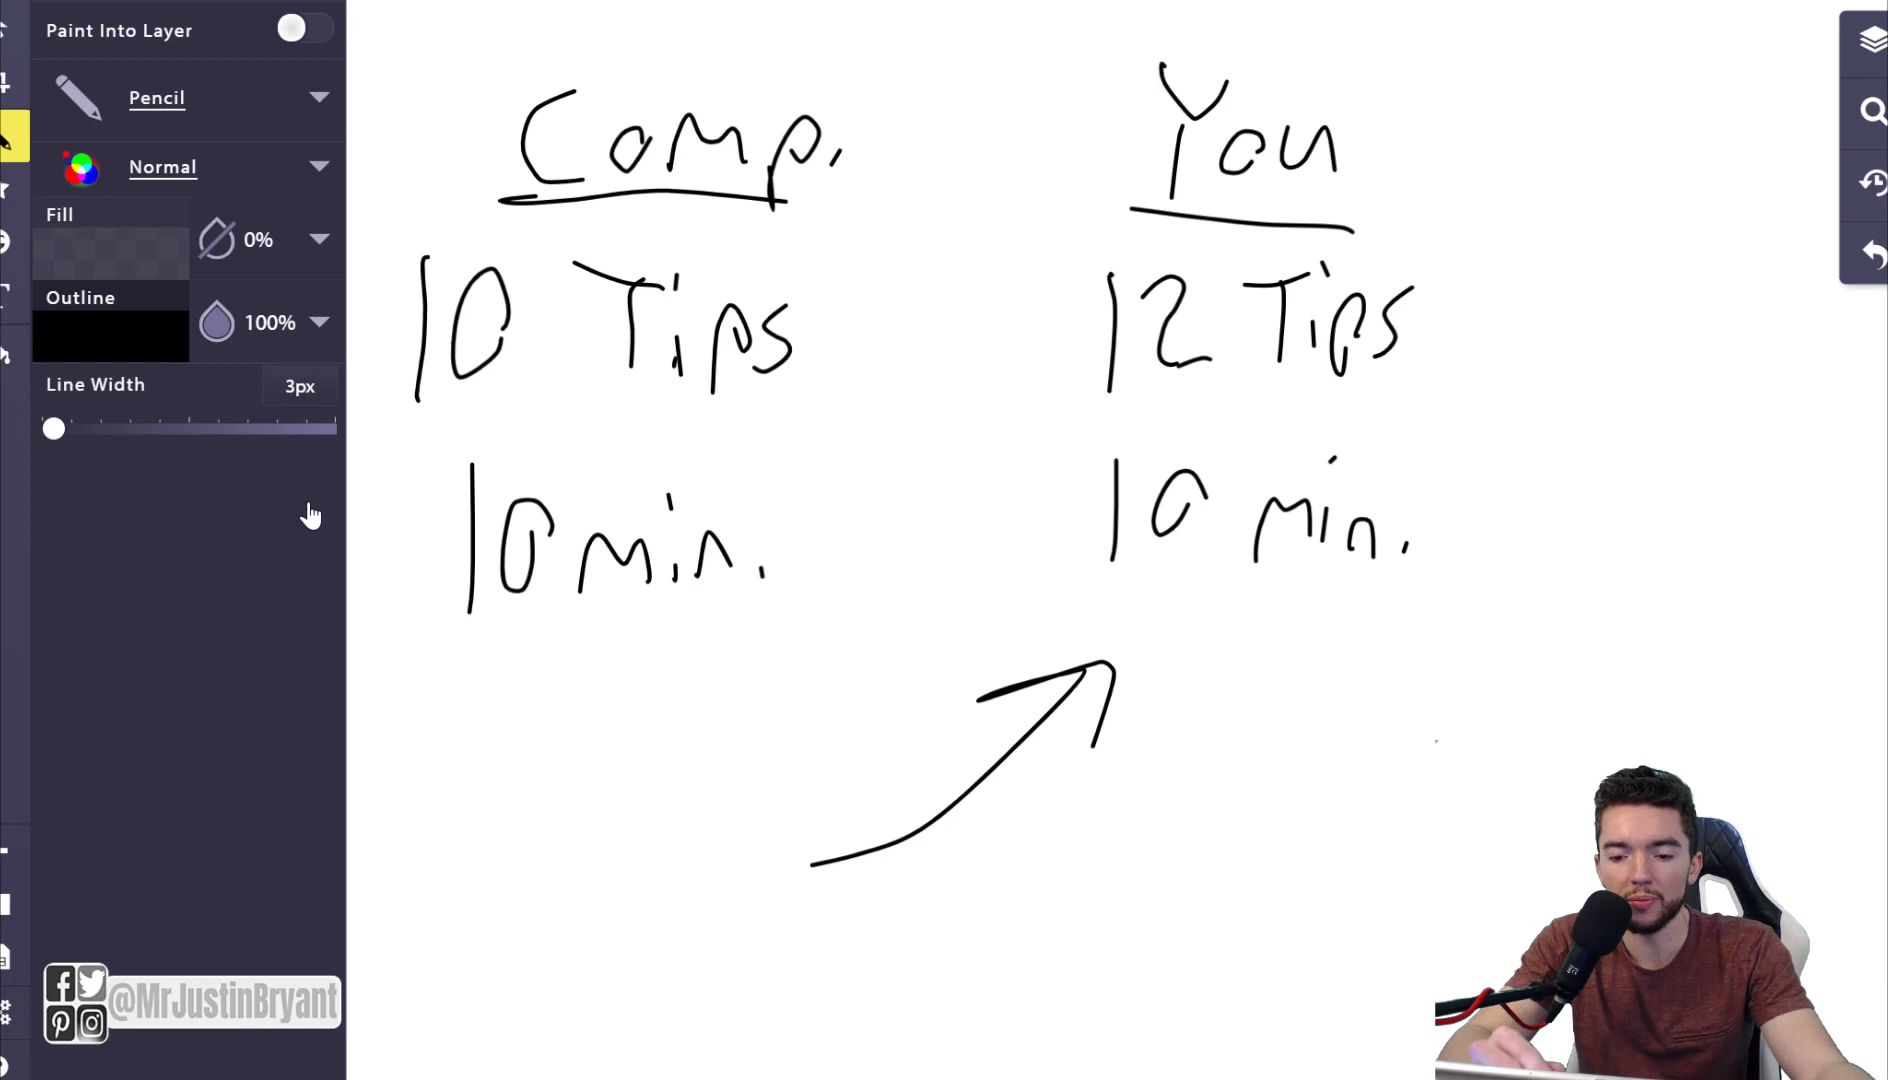 Paint Into Layer
Pencil
Normal
Fill
0%
Outline
100%
Line Width
3px
Comp.
10 Tips
10 min.
You
12 Tips
10 min.
@MrJustinBryant